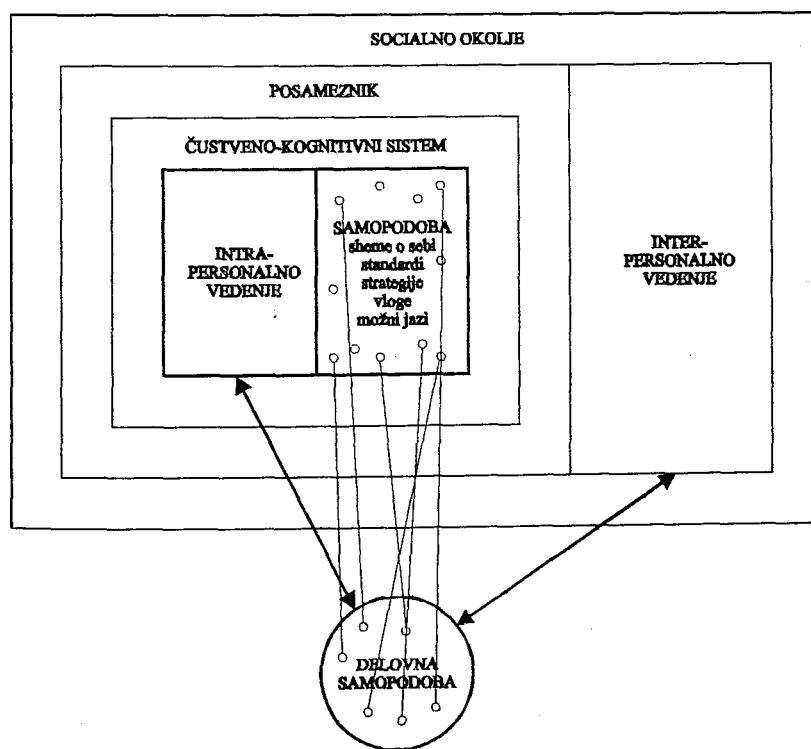 SOCIALNO OKOLJE
POSAMEZNIK
ČUSTVENO-KOGNITIVNI SISTEM
INTRA-
PERSONALNO
VEDENJE
SAMOPODOBA
sheme o sebi
standardi
strategije
vloge
možni jazi
INTER-
PERSONALNO
VEDENJE
DELOVNA
SAMOPODOBA